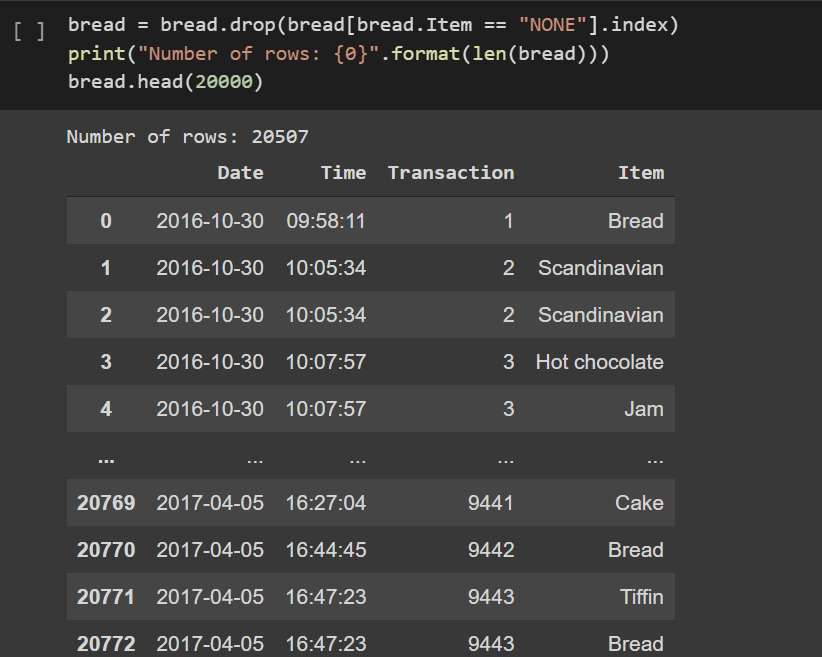 [ ] bread = bread.drop(bread[bread.Item == "NONE"].index)
print("Number of rows: {0}".format(len(bread)))
bread.head(20000)
Number of rows: 20507
Date Time Transaction Item
0 2016-10-30 09:58:11 1 Bread
1 2016-10-30 10:05:34 2 Scandinavian
2 2016-10-30 10:05:34 2 Scandinavian
3 2016-10-30 10:07:57 3 Hot chocolate
4 2016-10-30 10:07:57 3 Jam
... ... ... ... ...
20769 2017-04-05 16:27:04 9441 Cake
20770 2017-04-05 16:44:45 9442 Bread
20771 2017-04-05 16:47:23 9443 Tiffin
20772 2017-04-05 16:47:23 9443 Bread